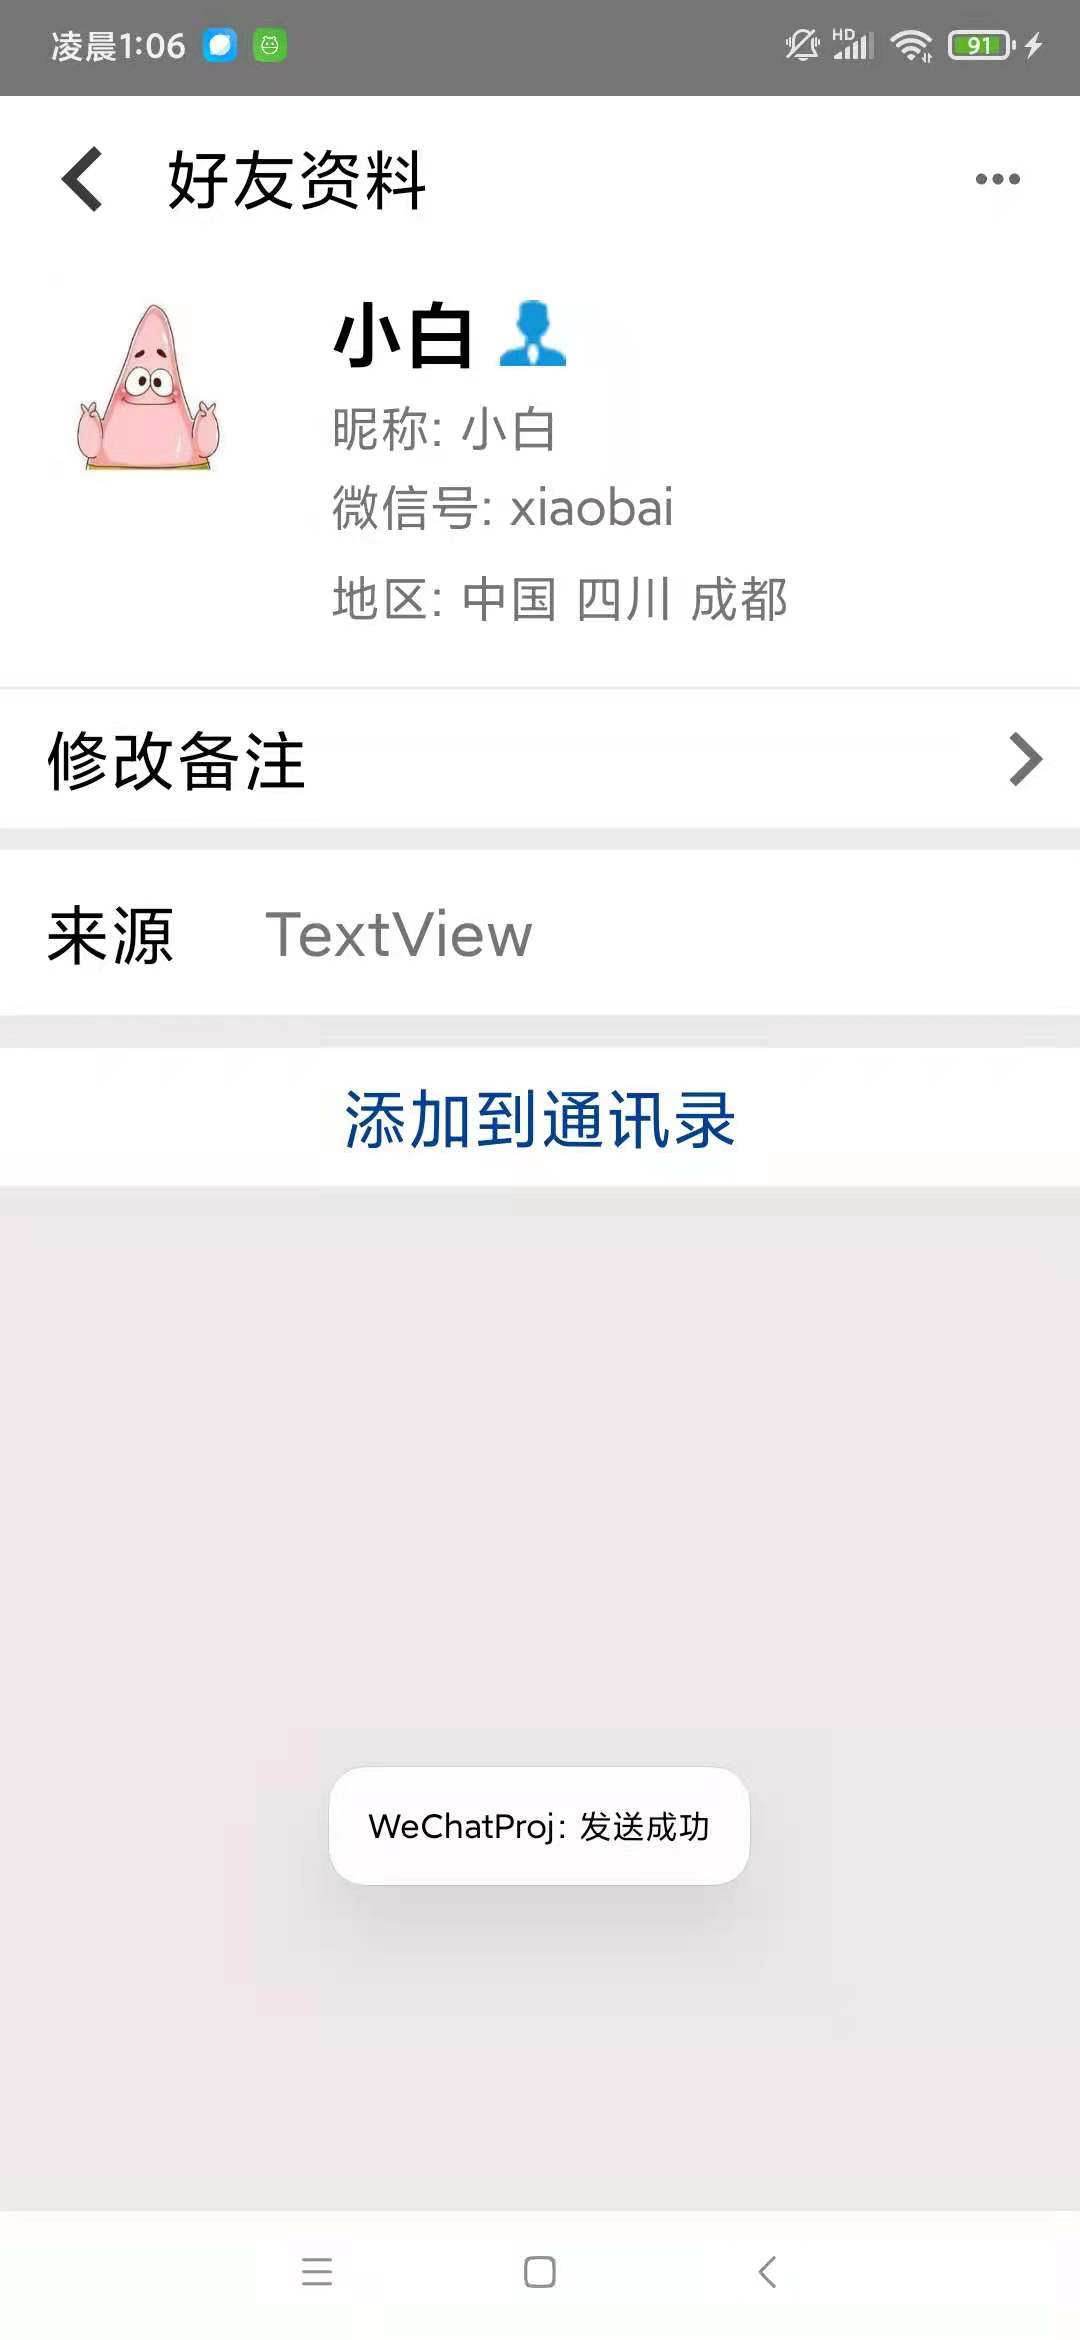 凌晨1:06
HD
91
好友资料
小白
昵称: 小白
微信号: xiaobai
地区: 中国 四川 成都
修改备注
来源 TextView
添加到通讯录
WeChatProj: 发送成功